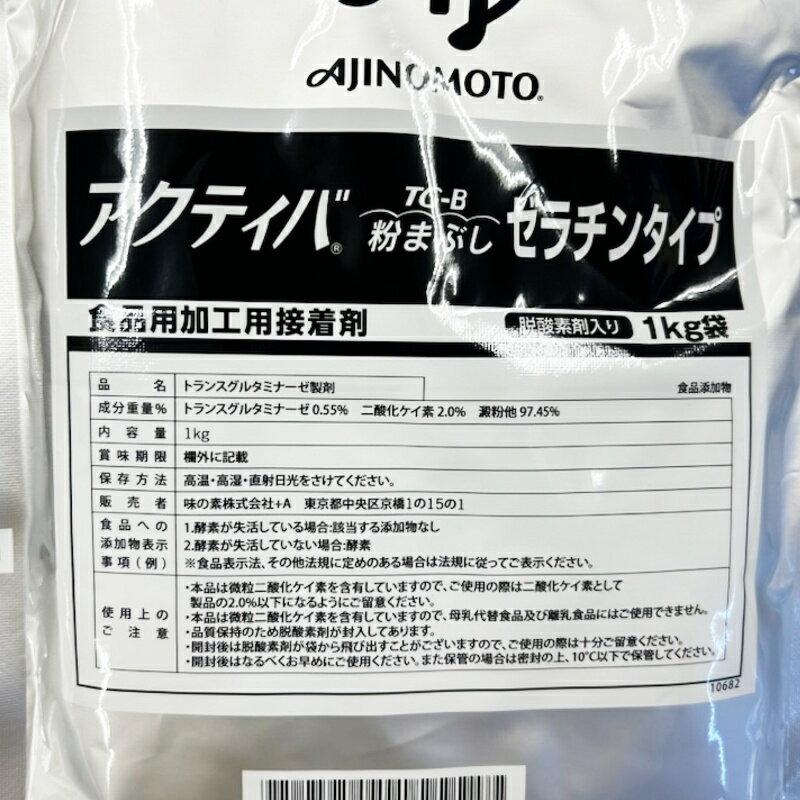 AJINOMOTO®
アクティバ® TG-B 粉まぶし ゼラチンタイプ
食品用加工用接着剤 脱酸素剤入り 1kg袋
品名 トランスグルタミナーゼ製剤 食品添加物
成分重量% トランスグルタミナーゼ 0.55% 二酸化ケイ素 2.0% 澱粉他 97.45%
内容量 1kg
賞味期限 欄外に記載
保存方法 高温・高湿・直射日光をさけてください。
販売者 味の素株式会社+A 東京都中央区京橋1の15の1
食品への 1.酵素が失活している場合:該当する添加物なし
添加物表示 2.酵素が失活していない場合:酵素
事項(例) ※食品表示法、その他法規に定めのある場合は法規に従ってご表示ください。
使用上のご注意
・本品は微粒二酸化ケイ素を含有していますので、ご使用の際は二酸化ケイ素として
製品の2.0%以下になるようにご留意ください。
・本品は微粒二酸化ケイ素を含有していますので、母乳代替食品及び離乳食品にはご使用できません。
・品質保持のため脱酸素剤が封入してあります。
・開封後は脱酸素剤が袋から飛び出すことがございますので、ご使用の際は十分ご留意ください。
・開封後はなるべくお早めにご使用ください。また保管の場合は密封の上、10℃以下で保管してください。
10682